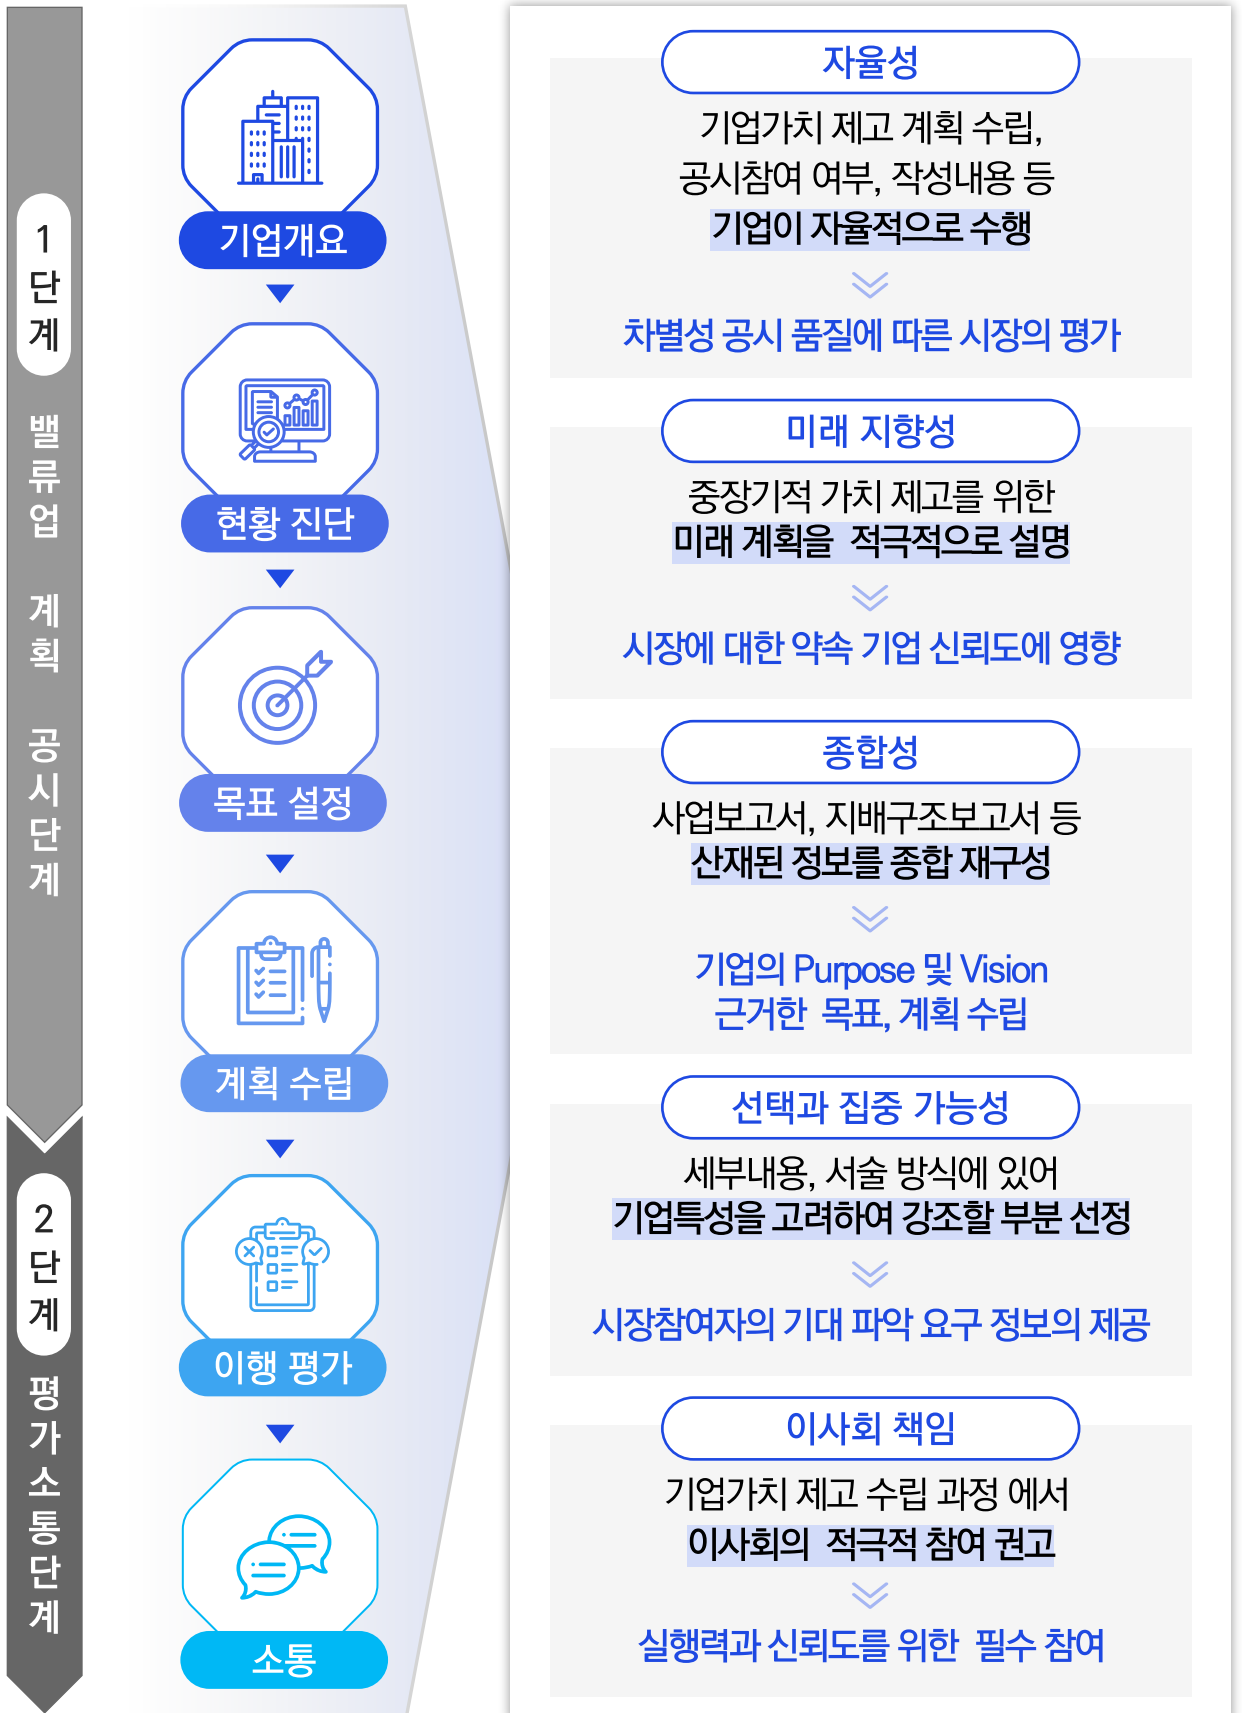 1단계
밸류업 계획 공시단계
2단계
평가소통단계
기업개요
현황 진단
목표 설정
계획 수립
이행 평가
소통
자율성
기업가치 제고 계획 수립,
공시참여 여부, 작성내용 등
기업이 자율적으로 수행
차별성 공시 품질에 따른 시장의 평가
미래 지향성
중장기적 가치 제고를 위한
미래 계획을 적극적으로 설명
시장에 대한 약속 기업 신뢰도에 영향
종합성
사업보고서, 지배구조보고서 등
산재된 정보를 종합 재구성
기업의 Purpose 및 Vision
근거한 목표, 계획 수립
선택과 집중 가능성
세부내용, 서술 방식에 있어
기업특성을 고려하여 강조할 부분 선정
시장참여자의 기대 파악 요구 정보의 제공
이사회 책임
기업가치 제고 수립 과정 에서
이사회의 적극적 참여 권고
실행력과 신뢰도를 위한 필수 참여